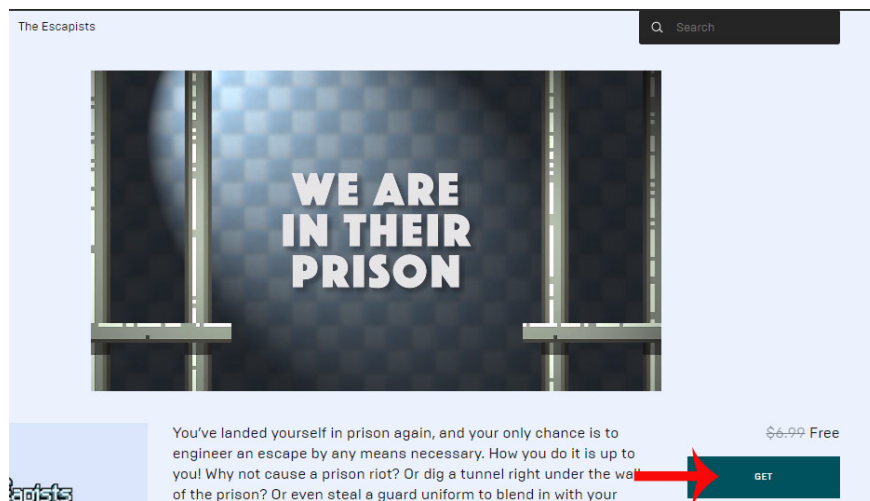 The Escapists
Search
WE ARE
IN THEIR
PRISON
You've landed yourself in prison again, and your only chance is to
engineer an escape by any means necessary. How you do it is up to
you! Why not cause a prison riot? Or dig a tunnel right under the wall
of the prison? Or even steal a guard uniform to blend in with your
$6.99 Free
GET